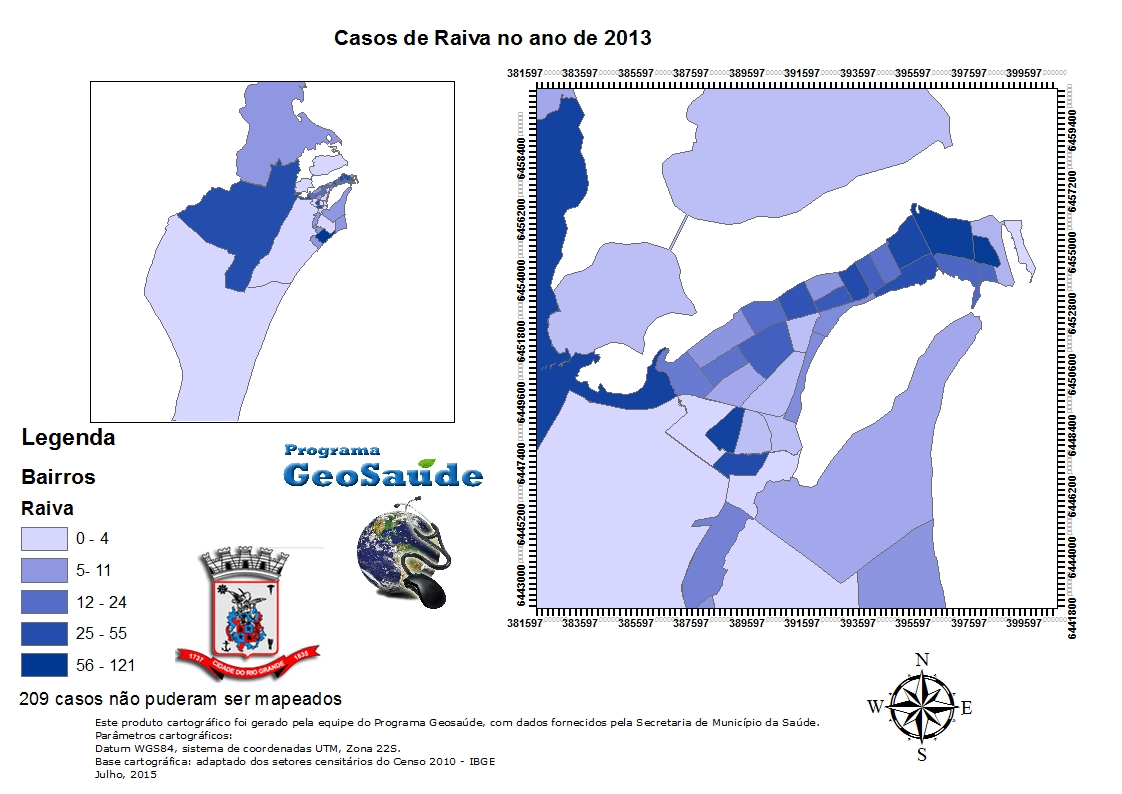 Casos de Raiva no ano de 2013
381597 383597 385597 387597 389597 391597 393597 395597 397597 399597
6458400
6456200
6454000
6451800
6449600
6447400
6445200
6443000
6459400
6457200
6455000
6452800
6450600
6448400
6446200
6444000
6441800
381597 383597 385597 387597 389597 391597 393597 395597 397597 399597
Legenda
Bairros
Raiva
0 - 4
5- 11
12 - 24
25 - 55
56 - 121
Programa
GeoSaúde
1737 CIDADE DO RIO GRANDE 1835
209 casos não puderam ser mapeados
N
W E
S
Este produto cartográfico foi gerado pela equipe do Programa Geosaúde, com dados fornecidos pela Secretaria de Município da Saúde.
Parâmetros cartográficos:
Datum WGS84, sistema de coordenadas UTM, Zona 22S.
Base cartográfica: adaptado dos setores censitários do Censo 2010 - IBGE
Julho, 2015